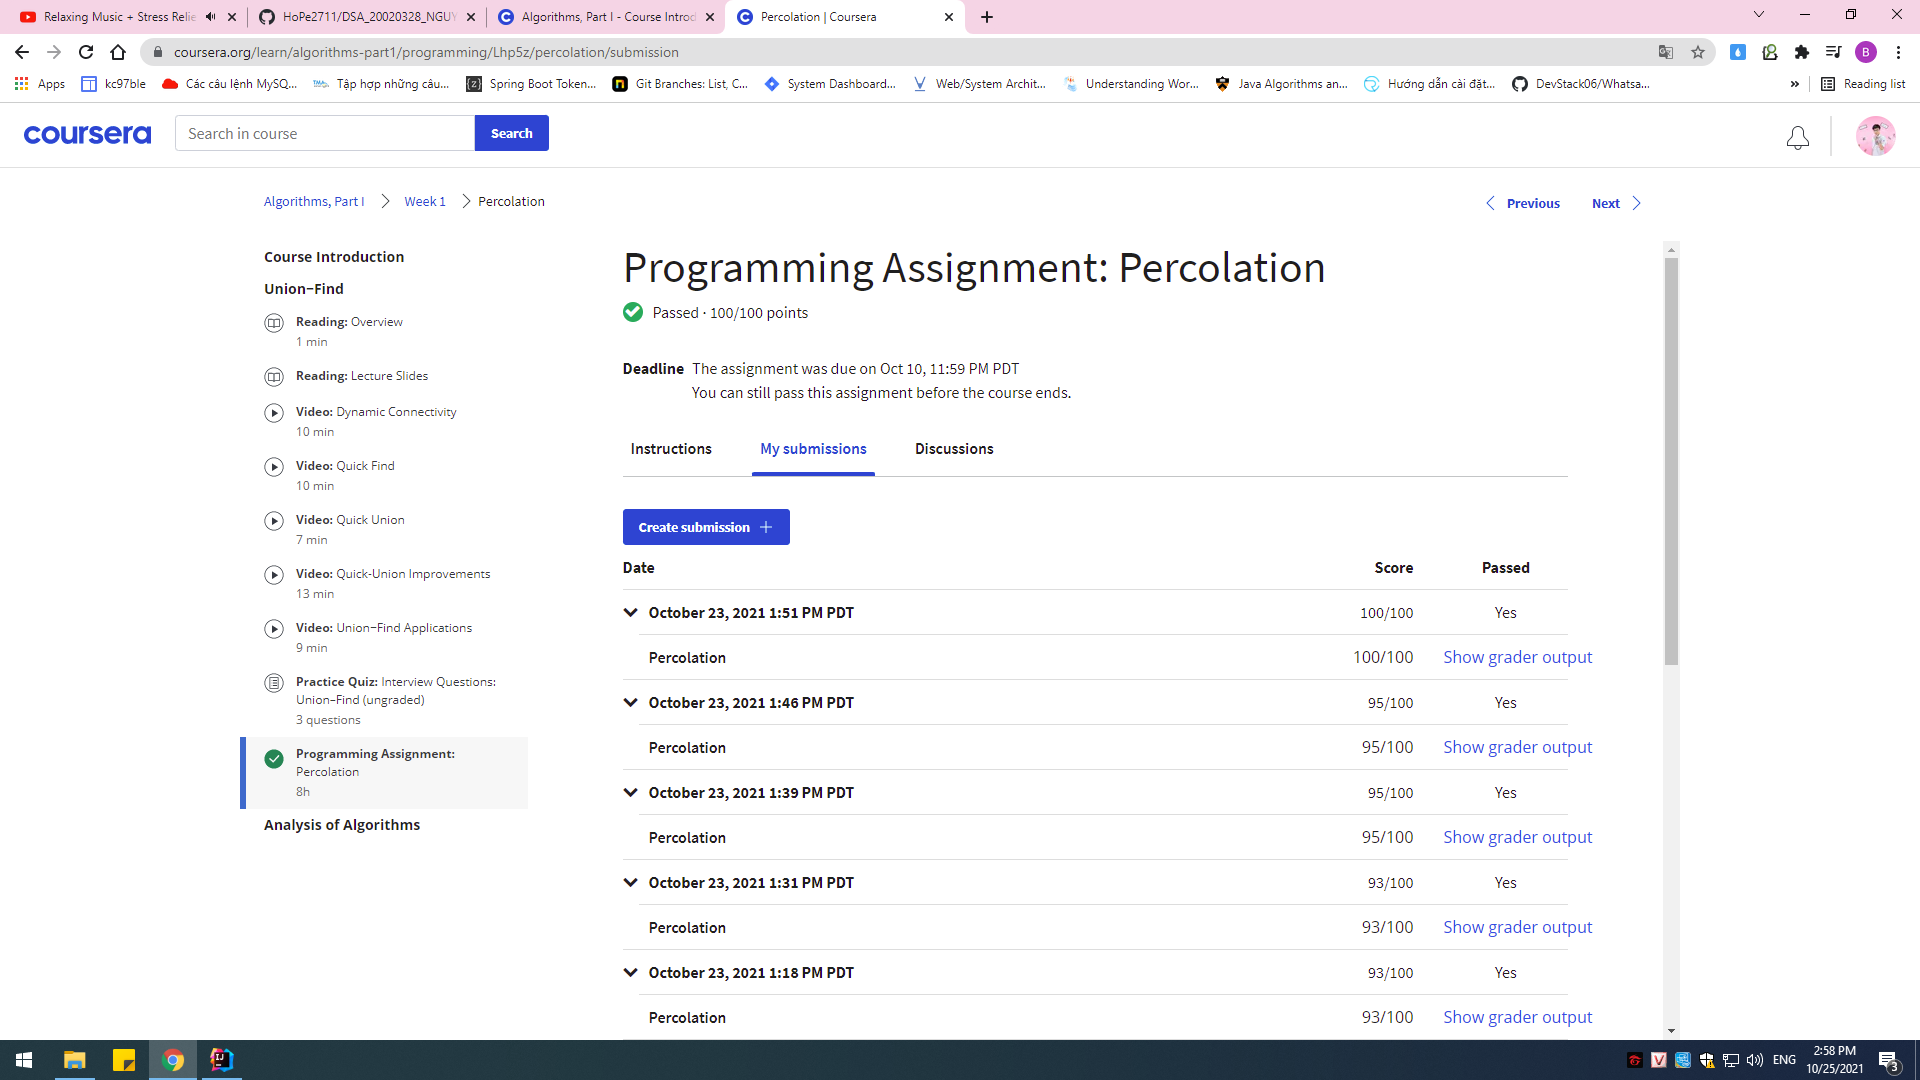 Relaxing Music + Stress Relie
HoPe2711/DSA_20020328_NGUY
Algorithms, Part I - Course Introd
Percolation | Coursera
coursera.org/learn/algorithms-part1/programming/Lhp5z/percolation/submission
B
Apps
kc97ble
Các câu lệnh MySQ...
Tập hợp những câu...
Spring Boot Token...
Git Branches: List, C...
System Dashboard...
Web/System Archit...
Understanding Wor...
Java Algorithms an...
Hướng dẫn cài đặt...
DevStack06/Whatsa...
»
Reading list
coursera
Search in course
Search
Algorithms, Part I
Week 1
Percolation
Previous
Next
Course Introduction
Union–Find
Reading: Overview
1 min
Reading: Lecture Slides
Video: Dynamic Connectivity
10 min
Video: Quick Find
10 min
Video: Quick Union
7 min
Video: Quick-Union Improvements
13 min
Video: Union–Find Applications
9 min
Practice Quiz: Interview Questions:
Union–Find (ungraded)
3 questions
Programming Assignment:
Percolation
8h
Analysis of Algorithms
Programming Assignment: Percolation
Passed · 100/100 points
Deadline The assignment was due on Oct 10, 11:59 PM PDT
You can still pass this assignment before the course ends.
Instructions
My submissions
Discussions
Create submission
Date Score Passed
October 23, 2021 1:51 PM PDT 100/100 Yes
Percolation 100/100 Show grader output
October 23, 2021 1:46 PM PDT 95/100 Yes
Percolation 95/100 Show grader output
October 23, 2021 1:39 PM PDT 95/100 Yes
Percolation 95/100 Show grader output
October 23, 2021 1:31 PM PDT 93/100 Yes
Percolation 93/100 Show grader output
October 23, 2021 1:18 PM PDT 93/100 Yes
Percolation 93/100 Show grader output
ENG
2:58 PM
10/25/2021
3